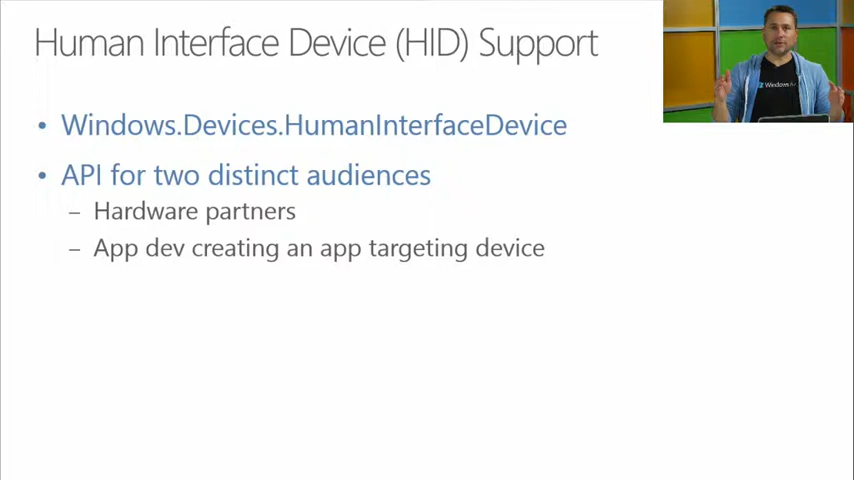 Human Interface Device (HID) Support
• Windows.Devices.HumanInterfaceDevice
• API for two distinct audiences
– Hardware partners
– App dev creating an app targeting device
Windows